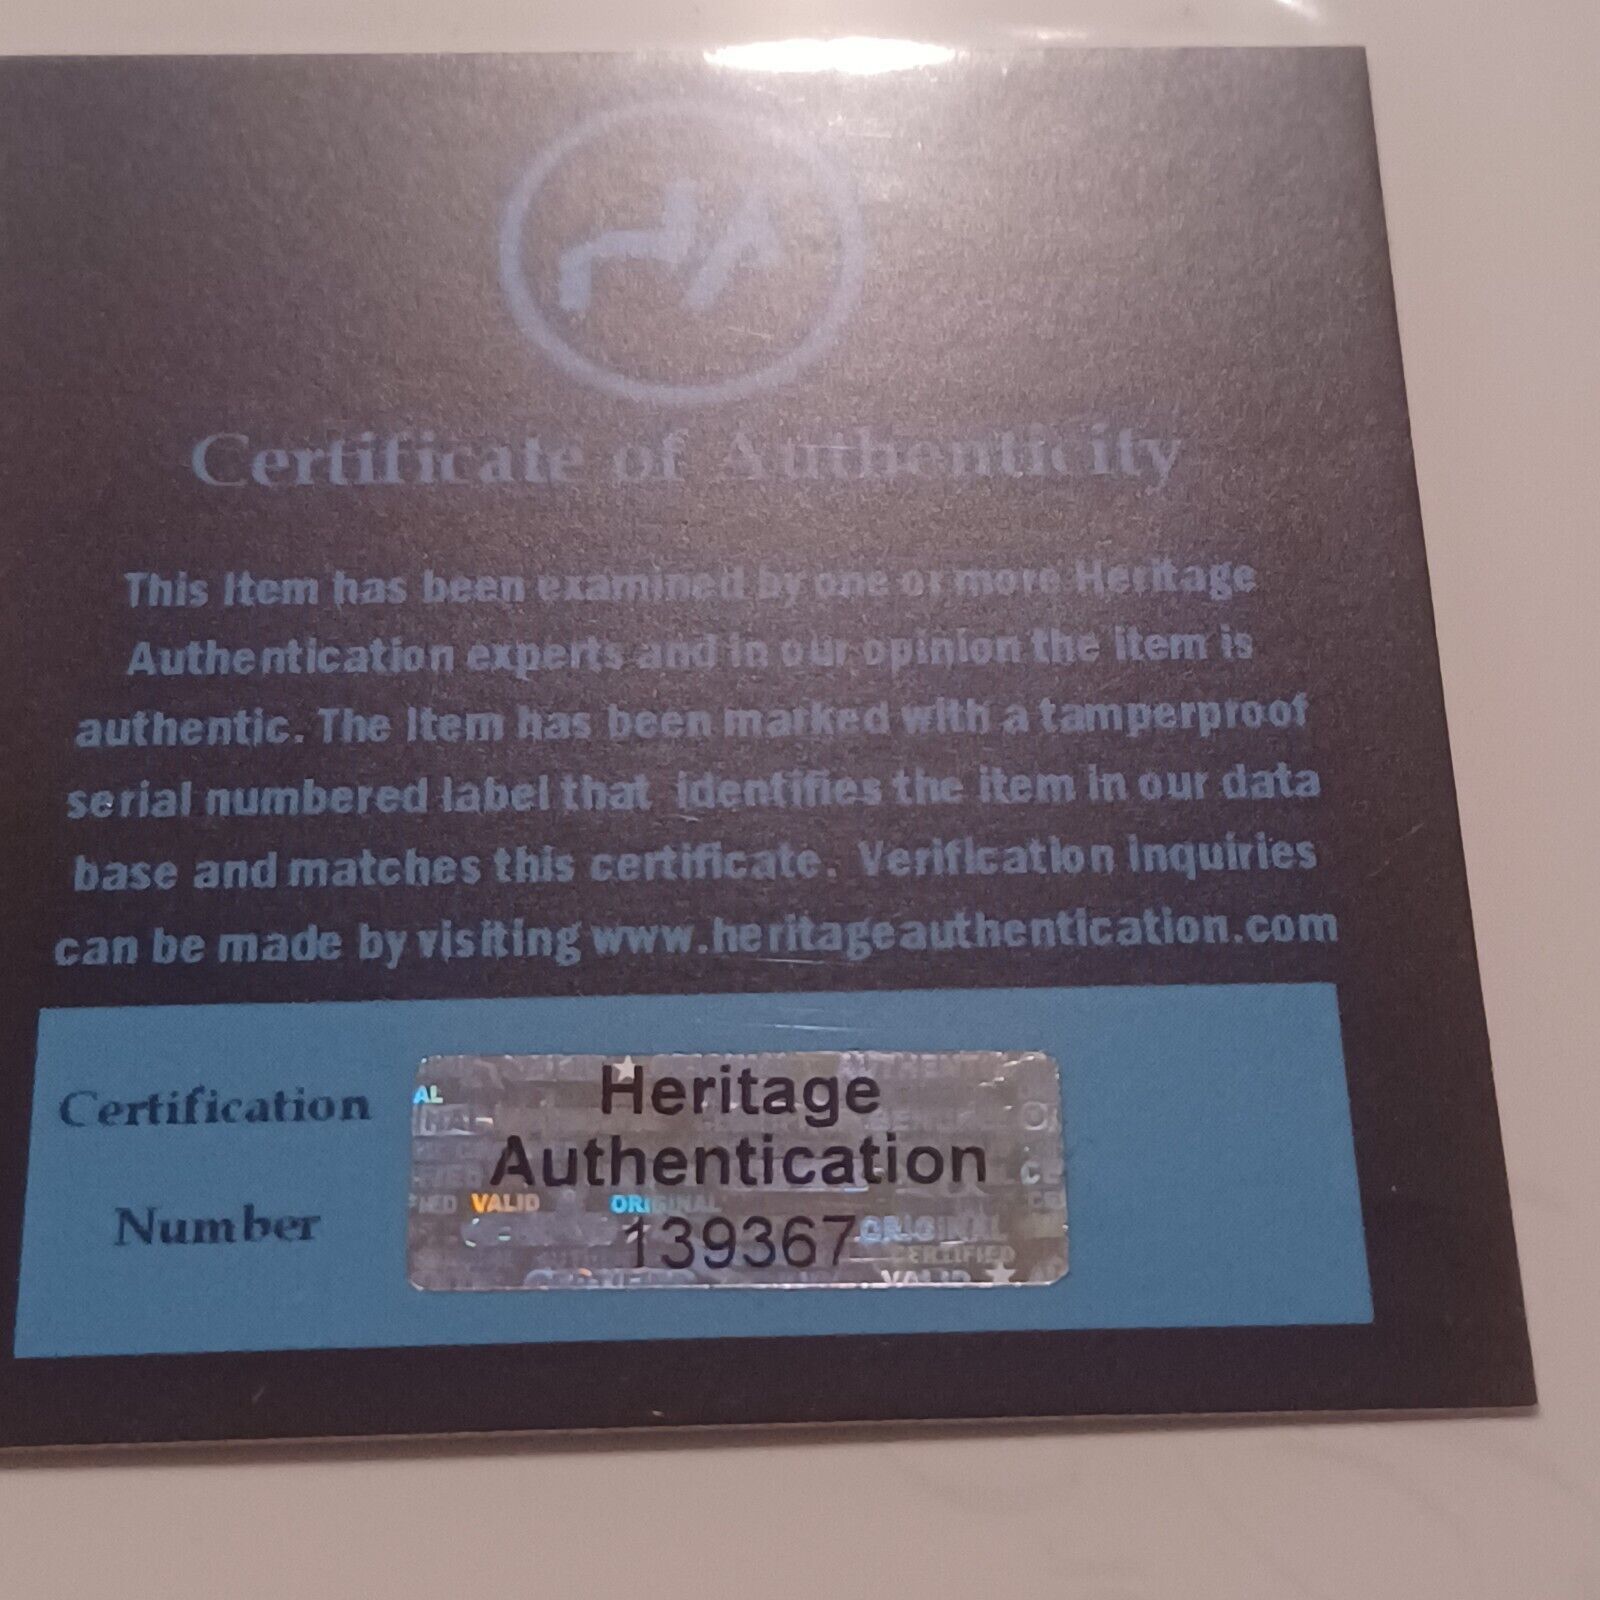 HA
Certificate of Authenticity
This Item has been examined by one or more Heritage
Authentication experts and in our opinion the item is
authentic. The Item has been marked with a tamperproof
serial numbered label that identifies the item in our data
base and matches this certificate. Verification Inquiries
can be made by visiting www.heritageauthentication.com
Certification
Number
Heritage
Authentication
139367
AL
VALID
ORIGINAL
ORIGINAL
CERTIFIED
VALID